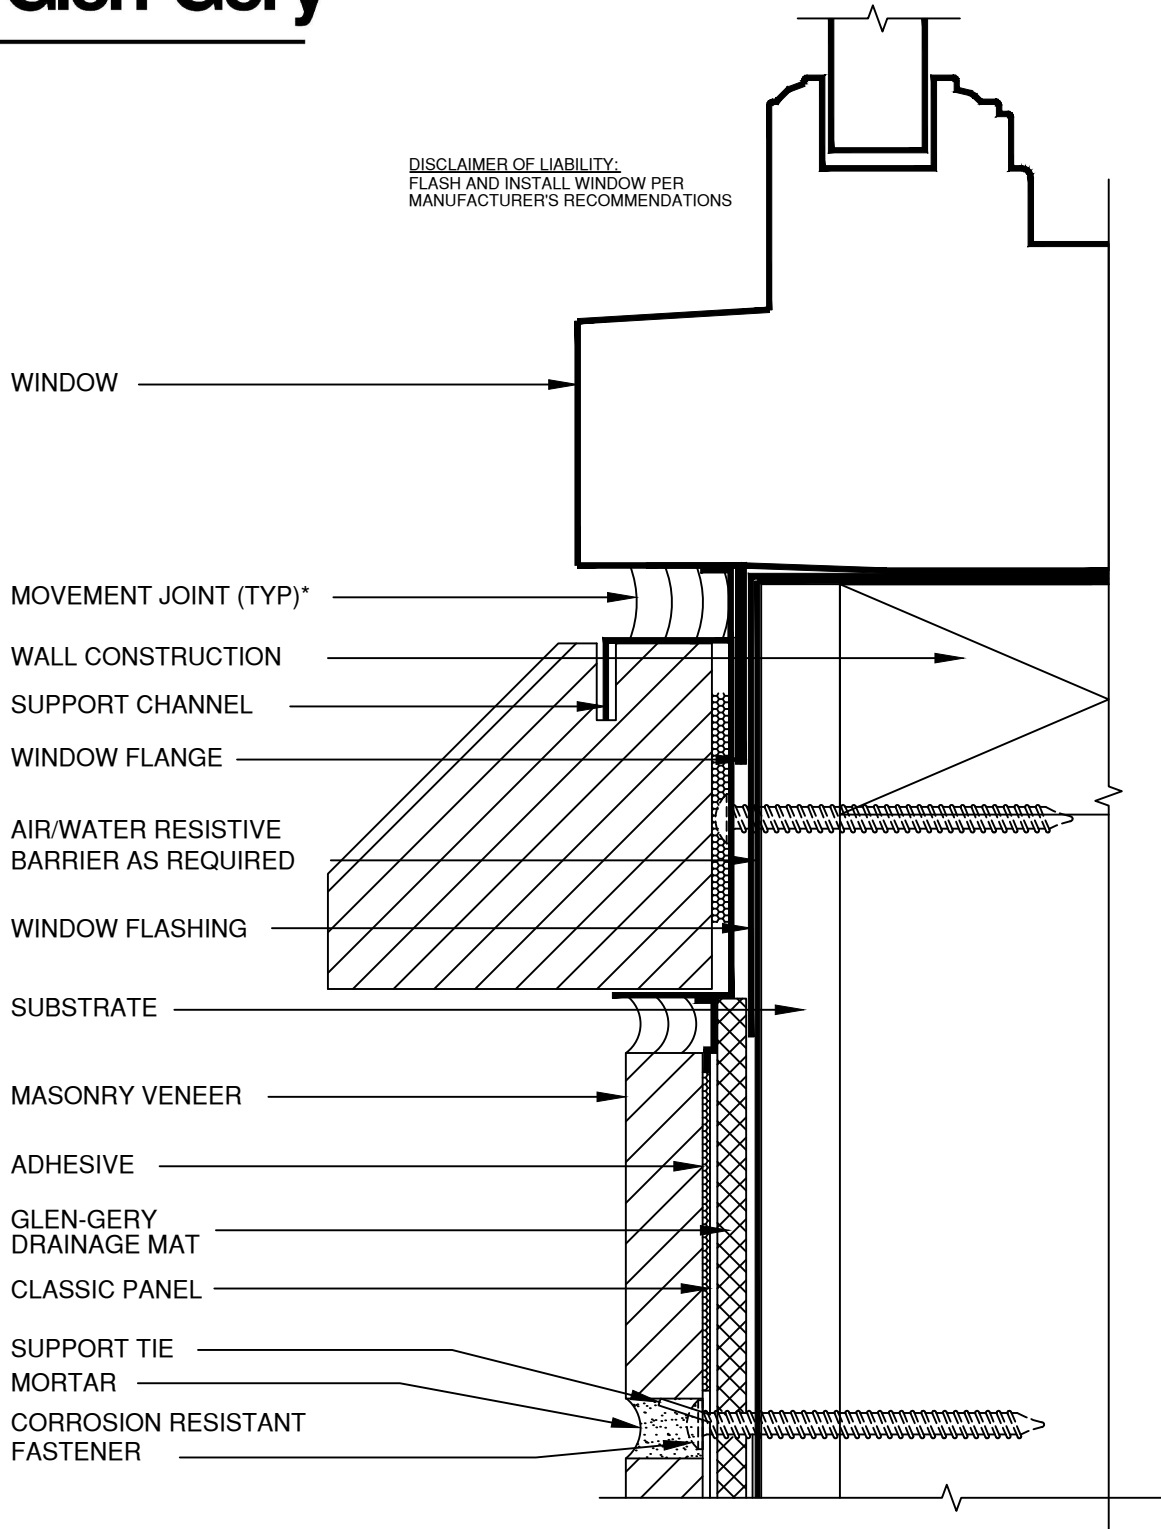 Glen-Gery
DISCLAIMER OF LIABILITY:
FLASH AND INSTALL WINDOW PER
MANUFACTURER'S RECOMMENDATIONS
WINDOW
MOVEMENT JOINT (TYP)*
WALL CONSTRUCTION
SUPPORT CHANNEL
WINDOW FLANGE
AIR/WATER RESISTIVE
BARRIER AS REQUIRED
WINDOW FLASHING
SUBSTRATE
MASONRY VENEER
ADHESIVE
GLEN-GERY
DRAINAGE MAT
CLASSIC PANEL
SUPPORT TIE
MORTAR
CORROSION RESISTANT
FASTENER